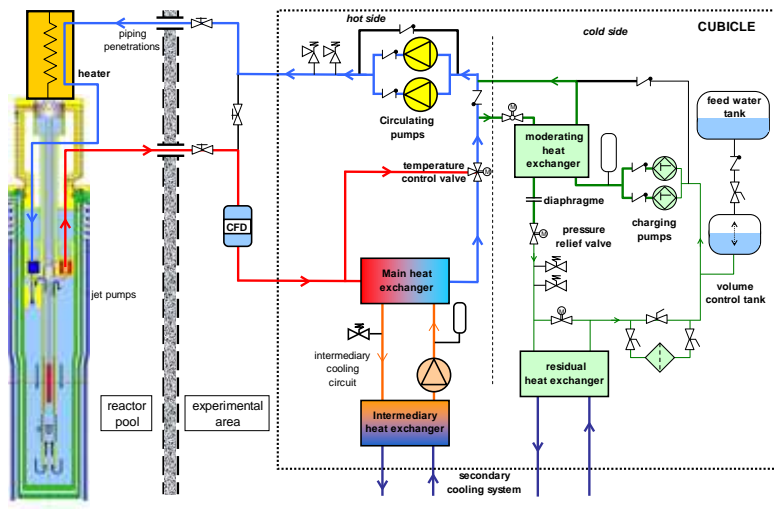 hot side
CUBICLE
cold side
piping
penetrations
heater
Circulating
pumps
M
feed water
tank
moderating
heat
exchanger
temperature
control valve
M
diaphragme
charging
pumps
M
pressure
relief valve
CFD
volume
control tank
jet pumps
Main heat
exchanger
M
intermediary
cooling
circuit
residual
heat exchanger
reactor
pool
experimental
area
Intermediary
heat exchanger
secondary
cooling system